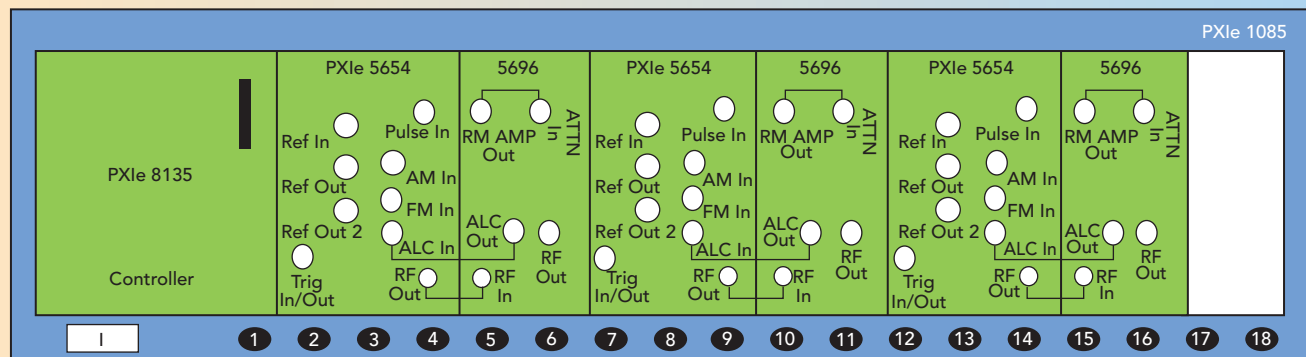 PXIe 1085
PXIe 8135
Controller
PXIe 5654
Ref In
Pulse In
Ref Out
AM In
FM In
Ref Out 2
ALC In
Trig
In/Out
RF
Out
5696
RM AMP
Out
ATTN
In
ALC
Out
RF
Out
RF
In
PXIe 5654
Ref In
Pulse In
Ref Out
AM In
FM In
Ref Out 2
ALC In
Trig
In/Out
RF
Out
5696
RM AMP
Out
ATTN
In
ALC
Out
RF
Out
RF
In
PXIe 5654
Ref In
Pulse In
Ref Out
AM In
FM In
Ref Out 2
ALC In
Trig
In/Out
RF
Out
5696
RM AMP
Out
ATTN
In
ALC
Out
RF
Out
RF
In
I 1 2 3 4 5 6 7 8 9 10 11 12 13 14 15 16 17 18